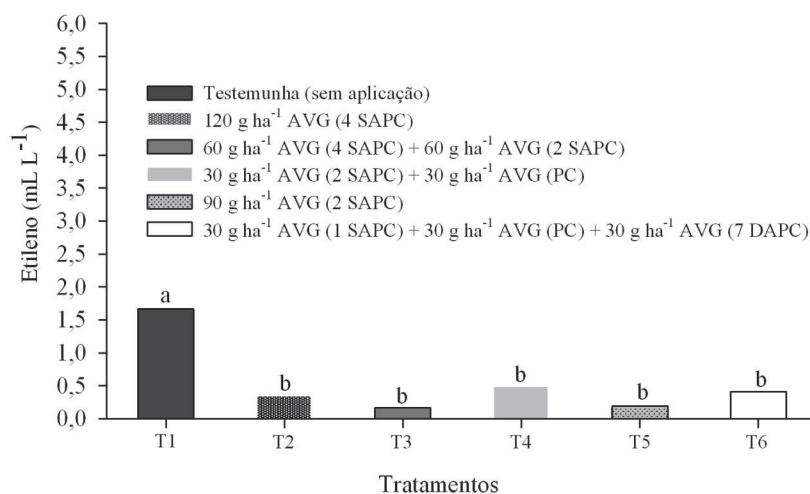 6,0
5,5
5,0
4,5
4,0
3,5
3,0
2,5
2,0
1,5
1,0
0,5
0,0
Etileno (mL L⁻¹)
Testemunha (sem aplicação)
120 g ha⁻¹ AVG (4 SAPC)
60 g ha⁻¹ AVG (4 SAPC) + 60 g ha⁻¹ AVG (2 SAPC)
30 g ha⁻¹ AVG (2 SAPC) + 30 g ha⁻¹ AVG (PC)
90 g ha⁻¹ AVG (2 SAPC)
30 g ha⁻¹ AVG (1 SAPC) + 30 g ha⁻¹ AVG (PC) + 30 g ha⁻¹ AVG (7 DAPC)
a
b
b
b
b
b
T1
T2
T3
T4
T5
T6
Tratamentos